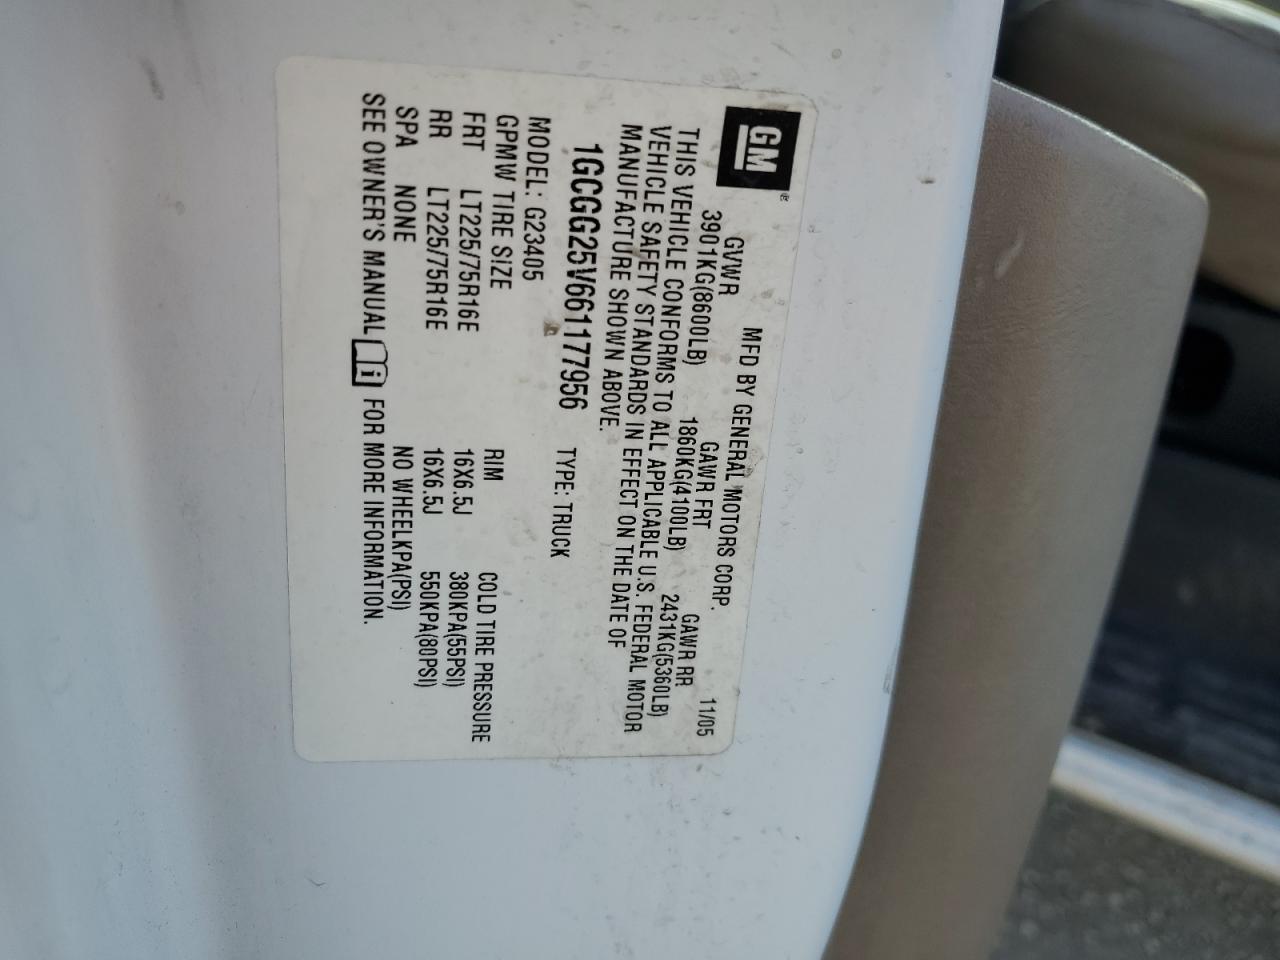 GM ®
MFD BY GENERAL MOTORS CORP. 11/05
GVWR GAWR FRT GAWR RR
3901KG(8600LB) 1860KG(4100LB) 2431KG(5360LB)
THIS VEHICLE CONFORMS TO ALL APPLICABLE U.S. FEDERAL MOTOR
VEHICLE SAFETY STANDARDS IN EFFECT ON THE DATE OF
MANUFACTURE SHOWN ABOVE.
1GCGG25V661177956 TYPE: TRUCK
MODEL: G23405
GPMW TIRE SIZE RIM COLD TIRE PRESSURE
FRT LT225/75R16E 16X6.5J 380KPA(55PSI)
RR LT225/75R16E 16X6.5J 550KPA(80PSI)
SPA NONE NO WHEELKPA(PSI)
SEE OWNER'S MANUAL i FOR MORE INFORMATION.